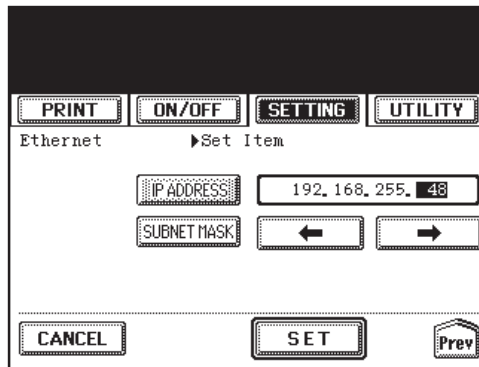 PRINT ON/OFF SETTING UTILITY
Ethernet ▶Set Item
IP ADDRESS 192. 168. 255. 48
SUBNET MASK ← →
CANCEL SET Prev